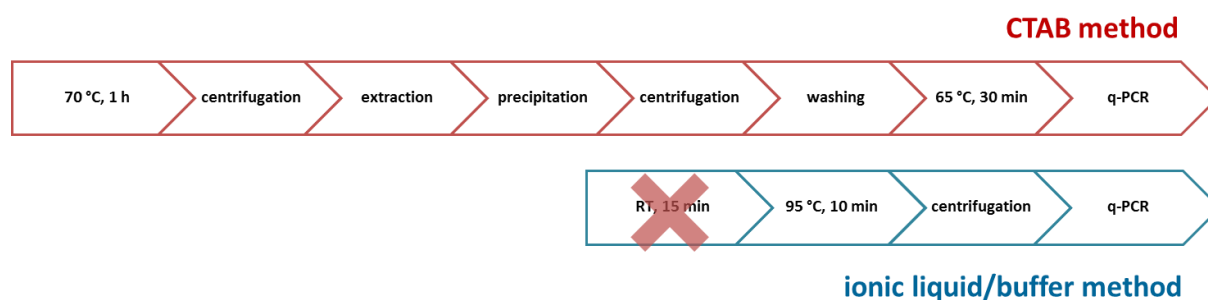 CTAB method
70 °C, 1 h
centrifugation
extraction
precipitation
centrifugation
washing
65 °C, 30 min
q-PCR
RT, 15 min
95 °C, 10 min
centrifugation
q-PCR
ionic liquid/buffer method